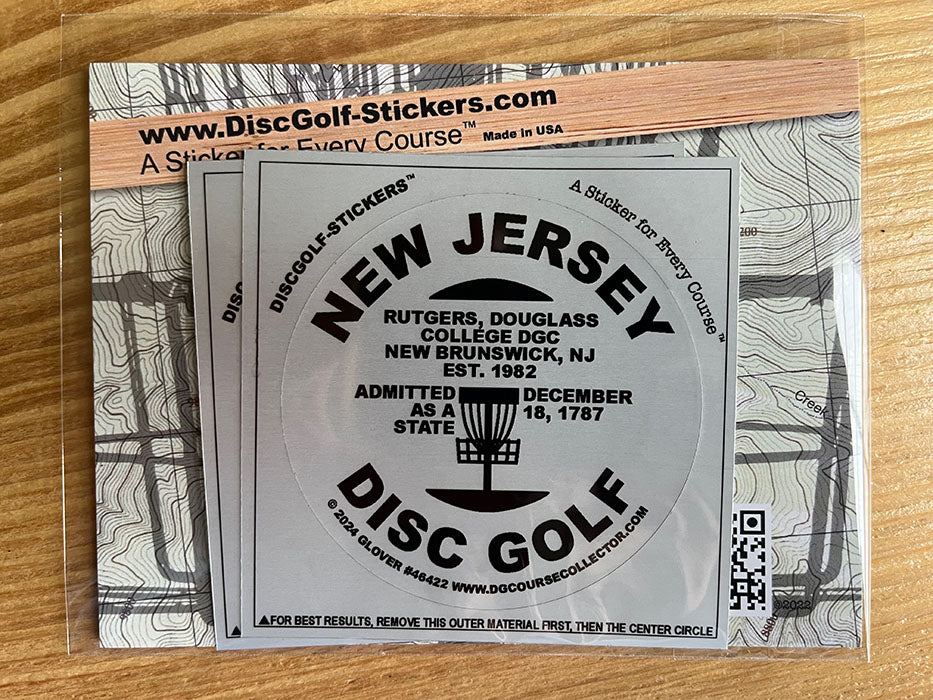 www.DiscGolf-Stickers.com
A Sticker for Every Course™ Made in USA
DISCGOLF-STICKERS™
A Sticker for Every Course™
NEW JERSEY
RUTGERS, DOUGLASS
COLLEGE DGC
NEW BRUNSWICK, NJ
EST. 1982
ADMITTED
AS A
STATE
DECEMBER
18, 1787
DISC GOLF
© 2024 GLOVER #46422 WWW.DGCOURSECOLLECTOR.COM
▲FOR BEST RESULTS, REMOVE THIS OUTER MATERIAL FIRST, THEN THE CENTER CIRCLE
DISC
200
Creek
©2022